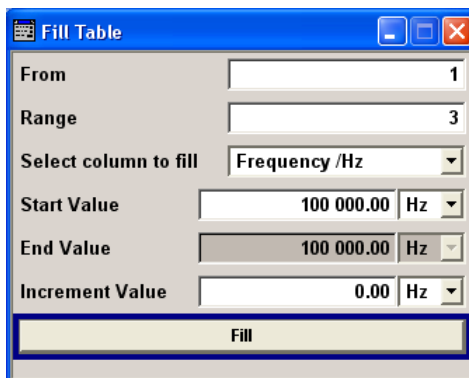 Fill Table
From 1
Range 3
Select column to fill Frequency /Hz
Start Value 100 000.00 Hz
End Value 100 000.00 Hz
Increment Value 0.00 Hz
Fill